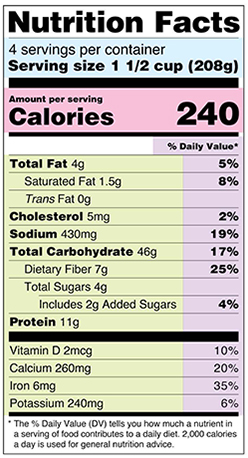 Nutrition Facts
4 servings per container
Serving size 1 1/2 cup (208g)
Amount per serving
Calories 240
% Daily Value*
Total Fat 4g 5%
Saturated Fat 1.5g 8%
Trans Fat 0g
Cholesterol 5mg 2%
Sodium 430mg 19%
Total Carbohydrate 46g 17%
Dietary Fiber 7g 25%
Total Sugars 4g
Includes 2g Added Sugars 4%
Protein 11g
Vitamin D 2mcg 10%
Calcium 260mg 20%
Iron 6mg 35%
Potassium 240mg 6%
* The % Daily Value (DV) tells you how much a nutrient in
a serving of food contributes to a daily diet. 2,000 calories
a day is used for general nutrition advice.